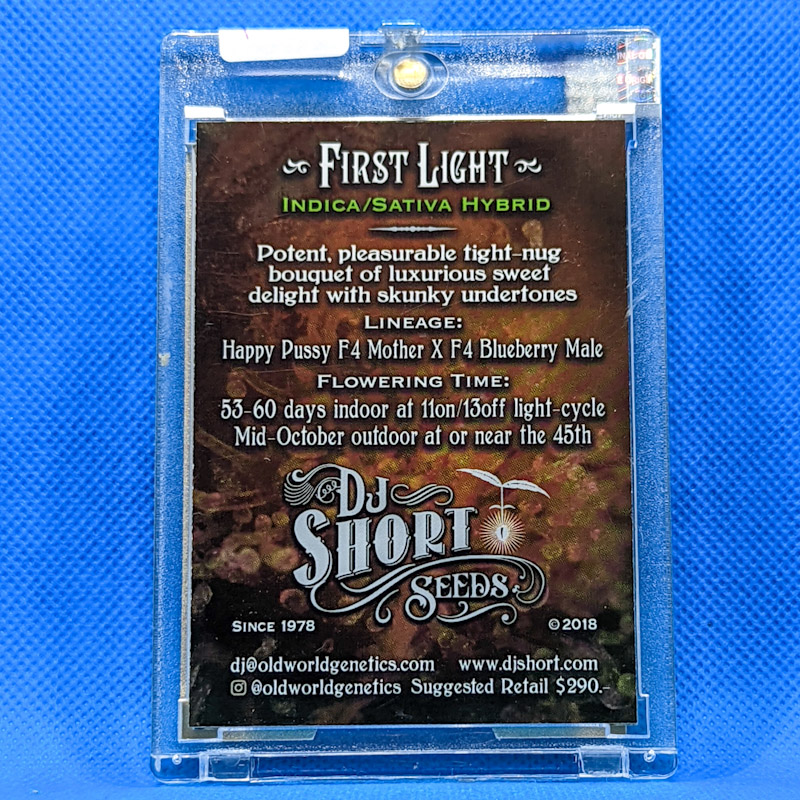 First Light
Indica/Sativa Hybrid
Potent, pleasurable tight-nug
bouquet of luxurious sweet
delight with skunky undertones
Lineage:
Happy Pussy F4 Mother X F4 Blueberry Male
Flowering Time:
53-60 days indoor at 11on/13off light-cycle
Mid-October outdoor at or near the 45th
DJ
Short
Seeds
Since 1978 ©2018
dj@oldworldgenetics.com www.djshort.com
@oldworldgenetics Suggested Retail $290.-